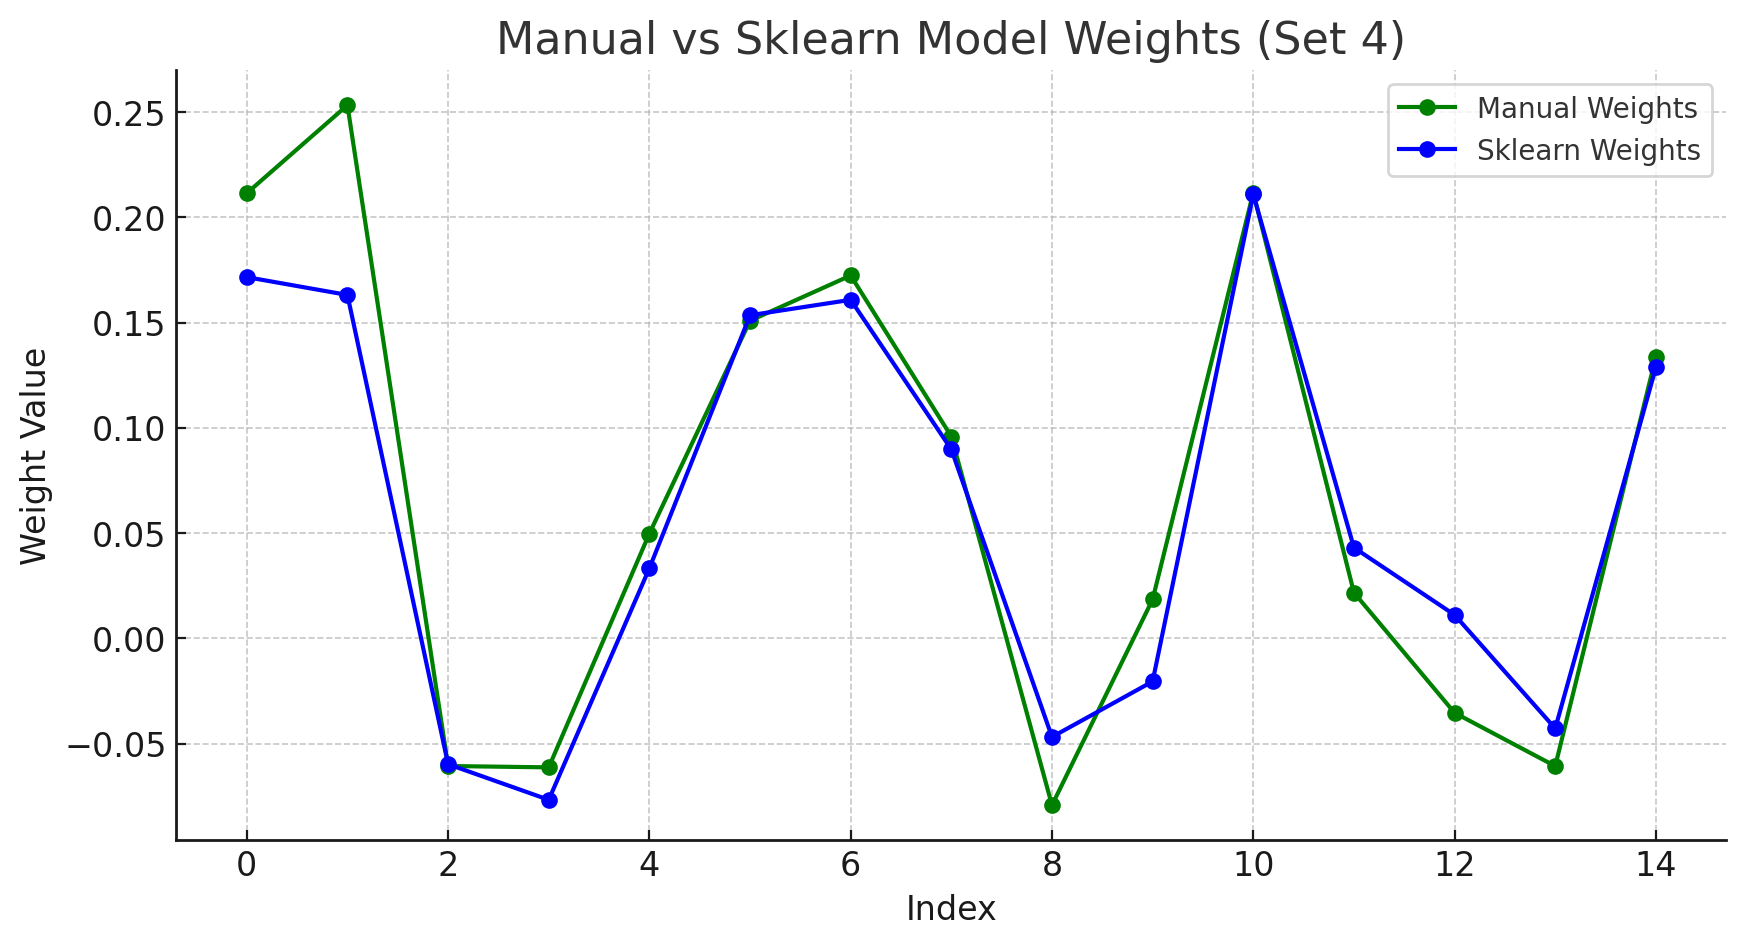 Manual vs Sklearn Model Weights (Set 4)
Manual Weights
Sklearn Weights
Weight Value
0.25
0.20
0.15
0.10
0.05
0.00
−0.05
0 2 4 6 8 10 12 14
Index